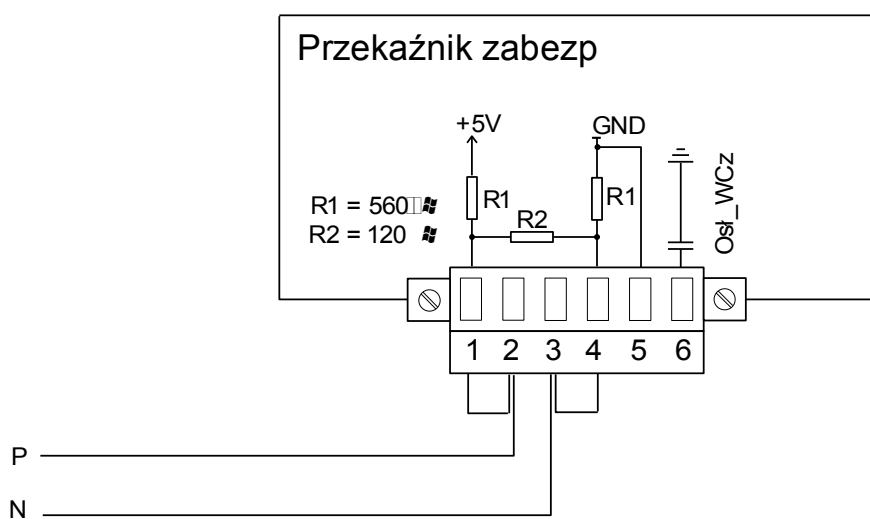 Przekaźnik zabezp
+5V
GND
R1
R2
R1
Osł_WCz
R1 = 560
R2 = 120
1 2 3 4 5 6
P
N